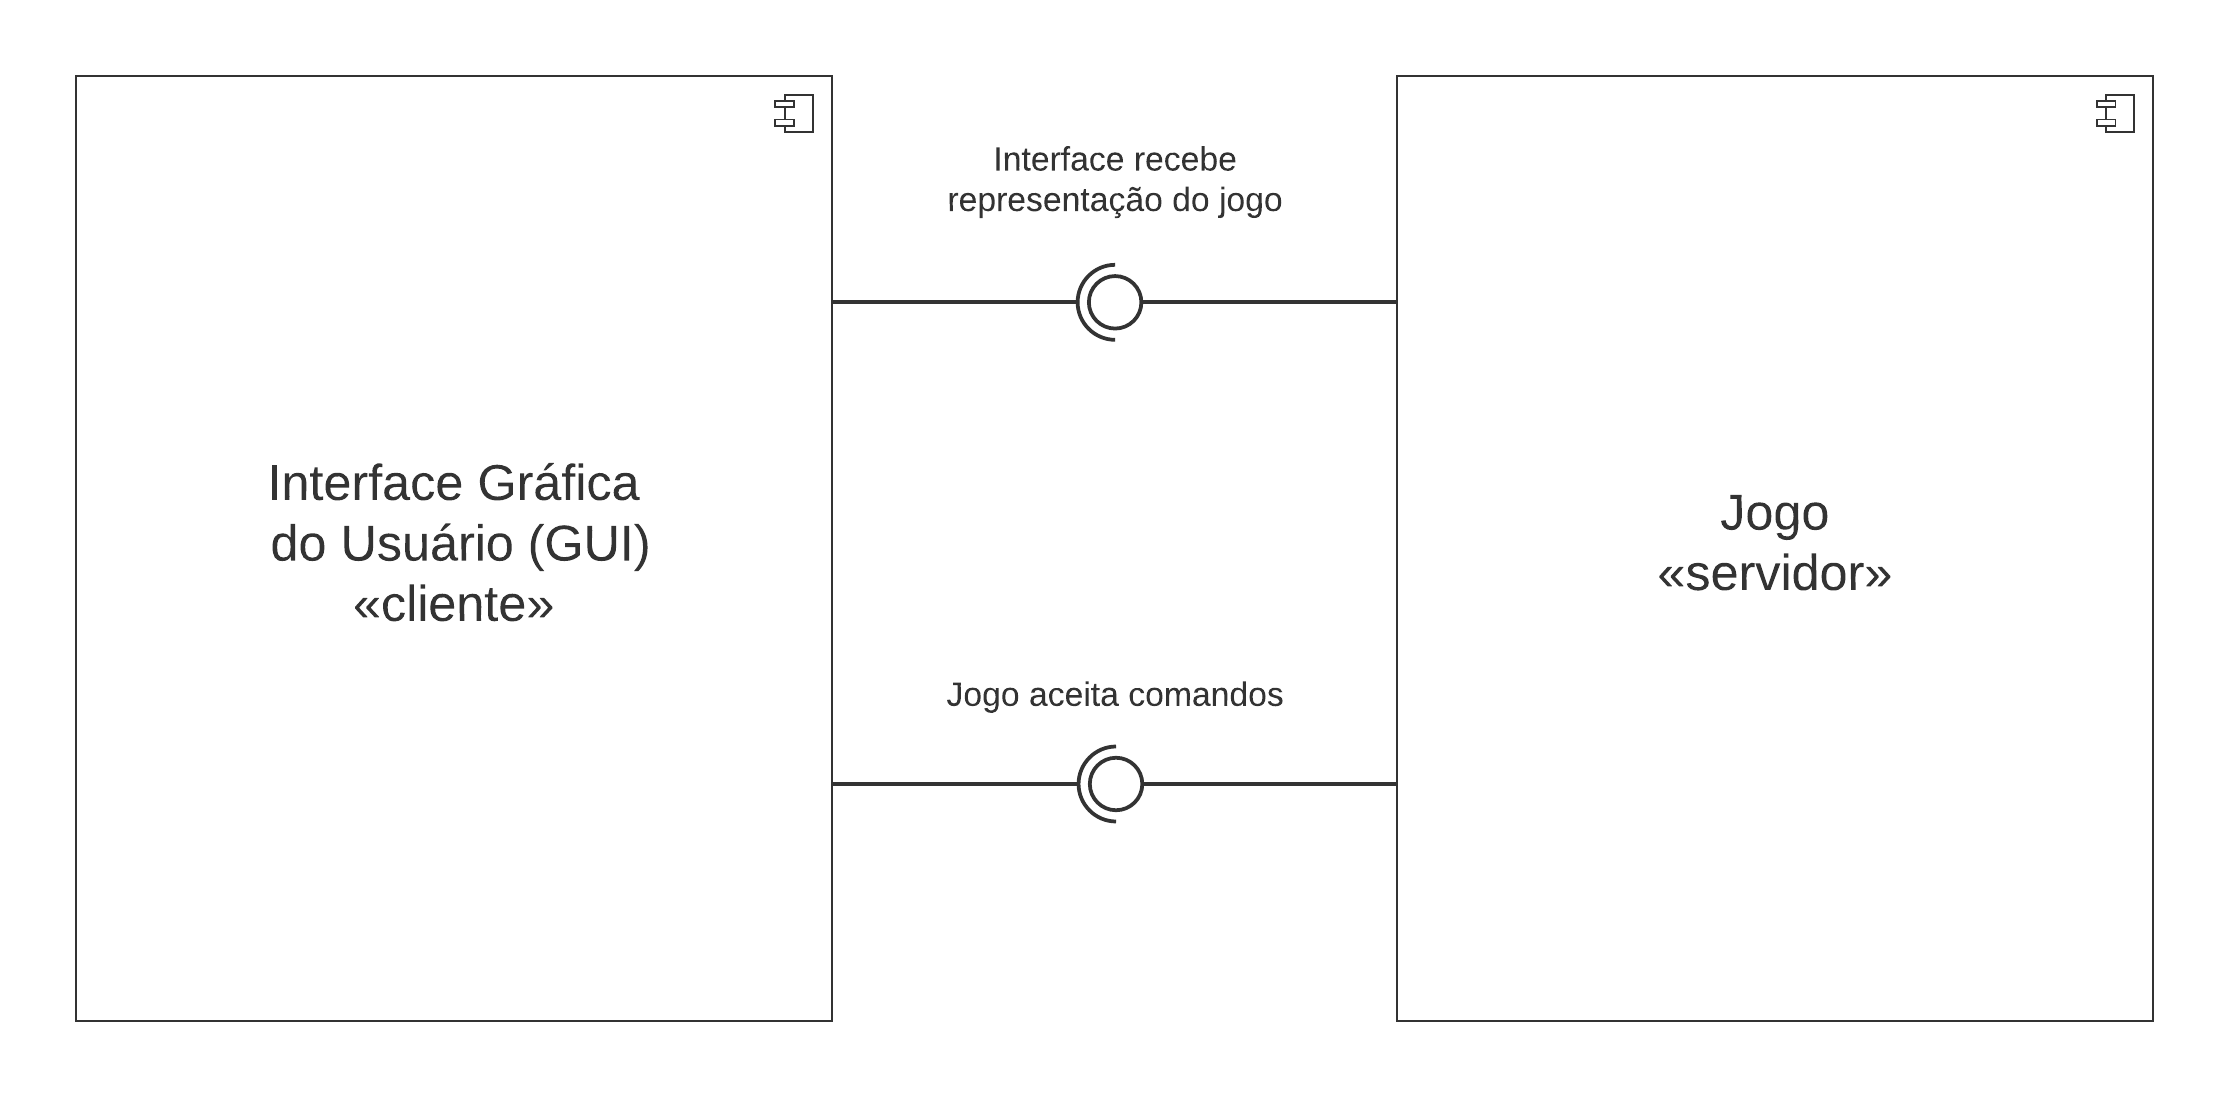 Interface recebe
representação do jogo
Interface Gráfica
do Usuário (GUI)
«cliente»
Jogo
«servidor»
Jogo aceita comandos